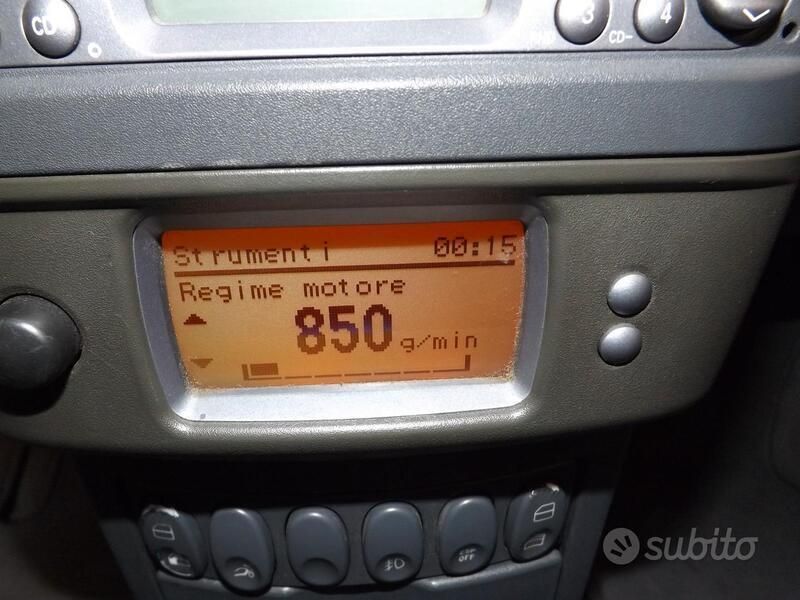 CD
3
4
CD-
Strumenti 00:15
Regime motore
850 g/min
OFF
subito